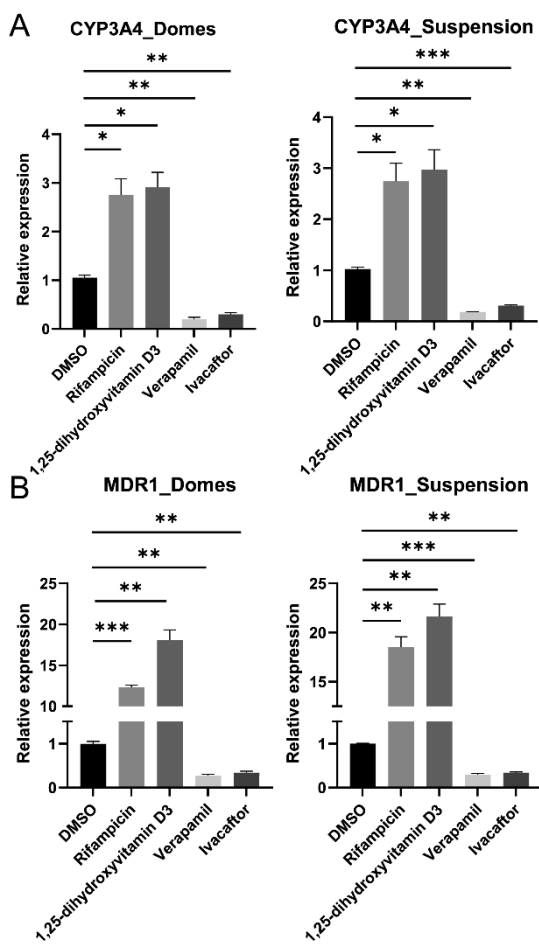 A
CYP3A4_Domes
**
**
*
*
Relative expression
4
3
2
1
0
DMSO
Rifampicin
1,25-dihydroxyvitamin D3
Verapamil
Ivacaftor
CYP3A4_Suspension
***
**
*
*
Relative expression
4
3
2
1
0
DMSO
Rifampicin
1,25-dihydroxyvitamin D3
Verapamil
Ivacaftor
B
MDR1_Domes
**
**
**
***
Relative expression
25
20
15
10
1
0
DMSO
Rifampicin
1,25-dihydroxyvitamin D3
Verapamil
Ivacaftor
MDR1_Suspension
**
***
**
**
Relative expression
25
20
15
1
0
DMSO
Rifampicin
1,25-dihydroxyvitamin D3
Verapamil
Ivacaftor